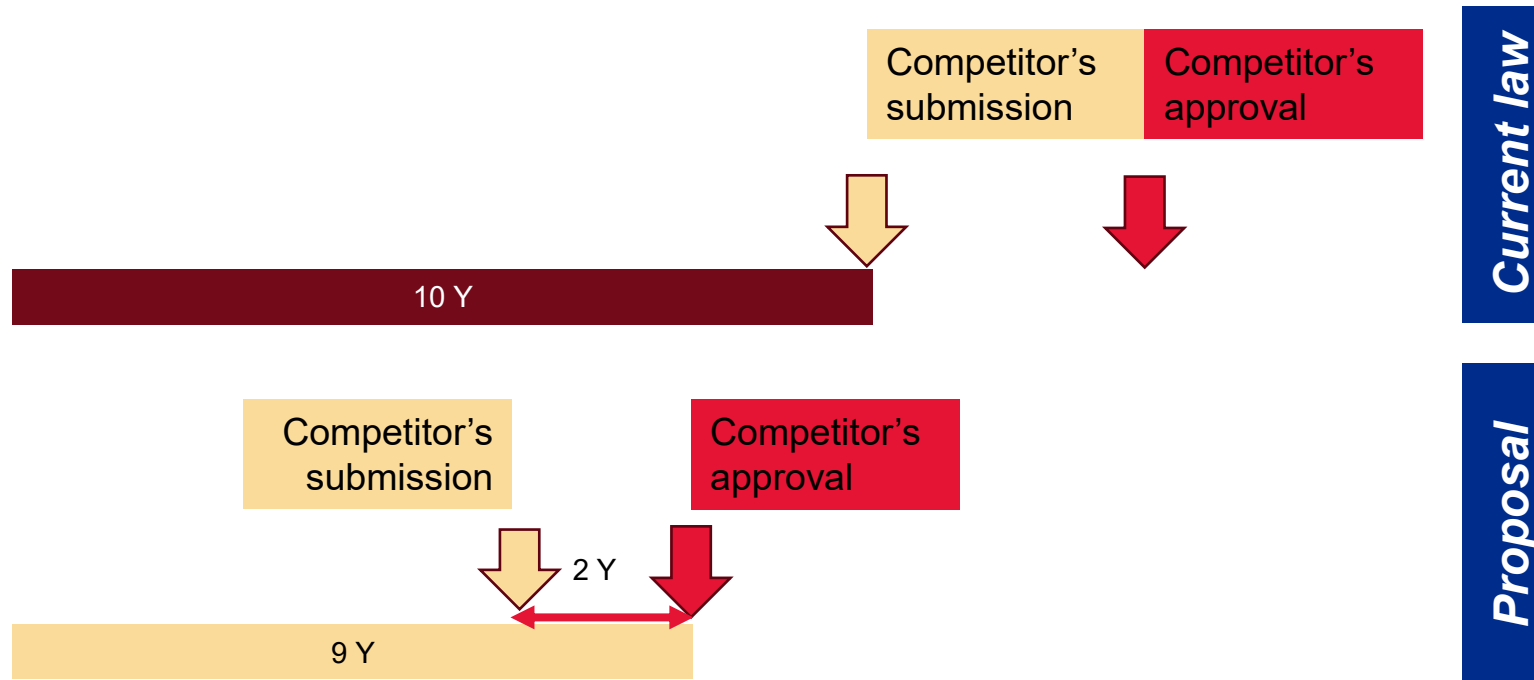 Competitor’s
submission
Competitor’s
approval
Current law
10 Y
Competitor’s
submission
Competitor’s
approval
2 Y
9 Y
Proposal